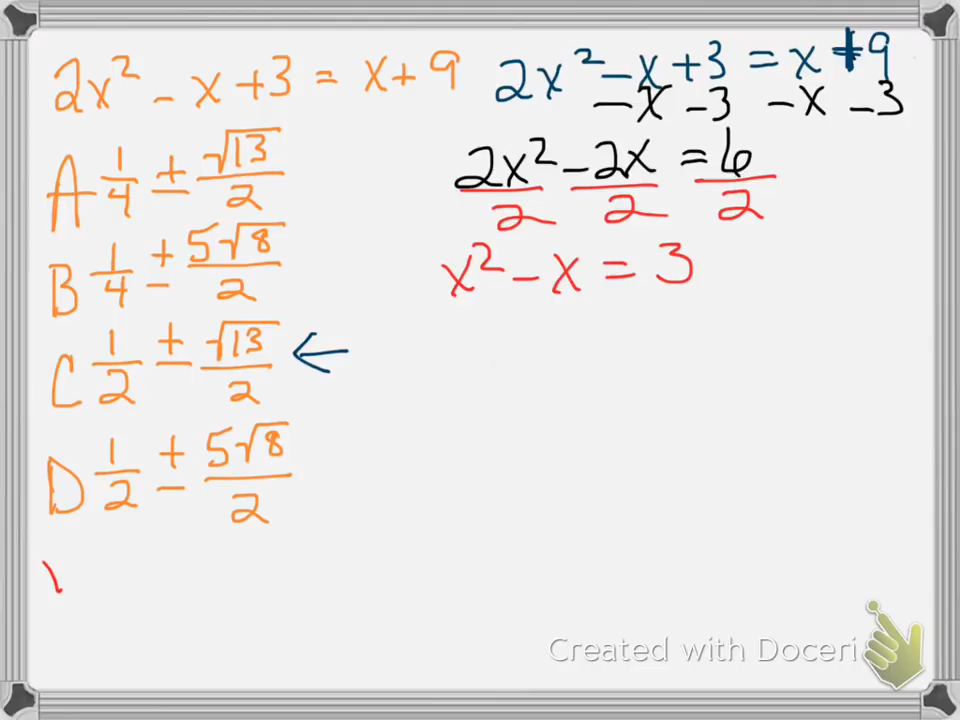 2x² - x + 3 = x + 9
A 1/4 ± √13/2
B 1/4 ± 5√8/2
C 1/2 ± √13/2 ←
D 1/2 ± 5√8/2
2x² - x + 3 = x + 9
- x - 3 - x - 3
2x² - 2x = 6
2 2 2
x² - x = 3
Created with Doceri